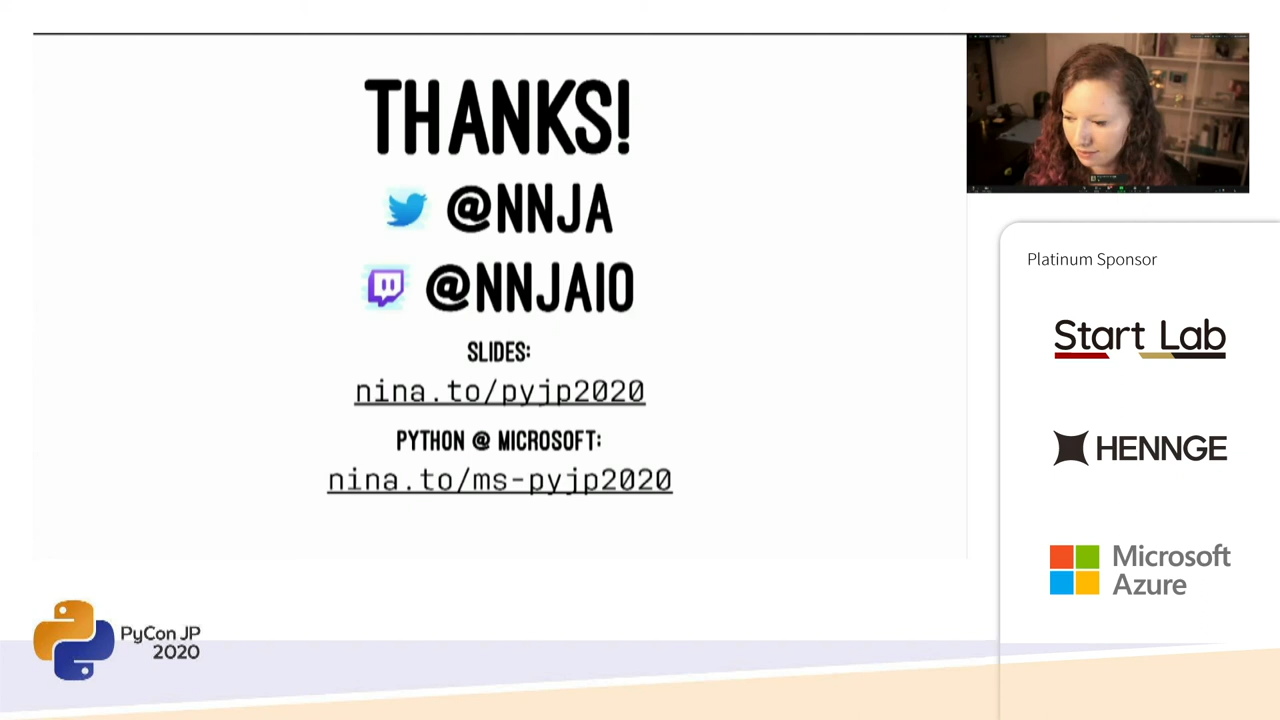 THANKS!
@NNJA
@NNJAIO
SLIDES:
nina.to/pyjp2020
PYTHON @ MICROSOFT:
nina.to/ms-pyjp2020
Platinum Sponsor
Start Lab
HENNGE
Microsoft
Azure
PyCon JP
2020